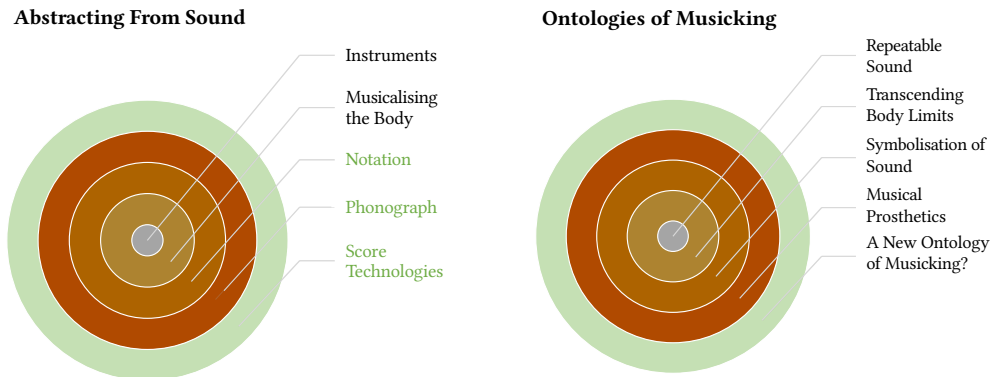 Abstracting From Sound
Instruments
Musicalising
the Body
Notation
Phonograph
Score
Technologies
Ontologies of Musicking
Repeatable
Sound
Transcending
Body Limits
Symbolisation of
Sound
Musical
Prosthetics
A New Ontology
of Musicking?